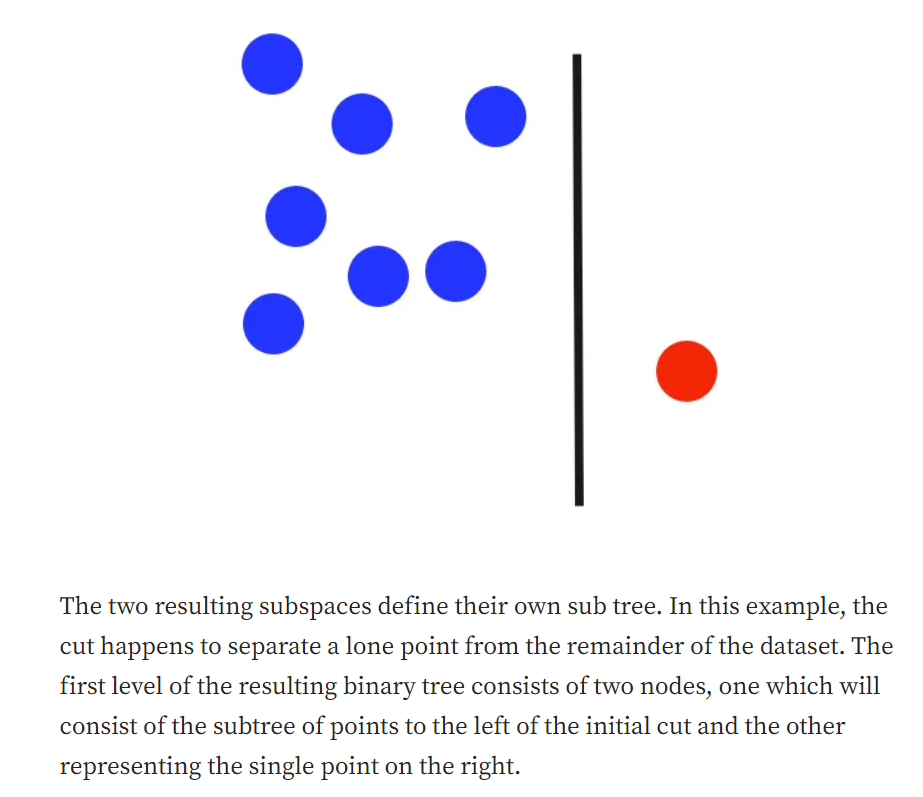 The two resulting subspaces define their own sub tree. In this example, the
cut happens to separate a lone point from the remainder of the dataset. The
first level of the resulting binary tree consists of two nodes, one which will
consist of the subtree of points to the left of the initial cut and the other
representing the single point on the right.